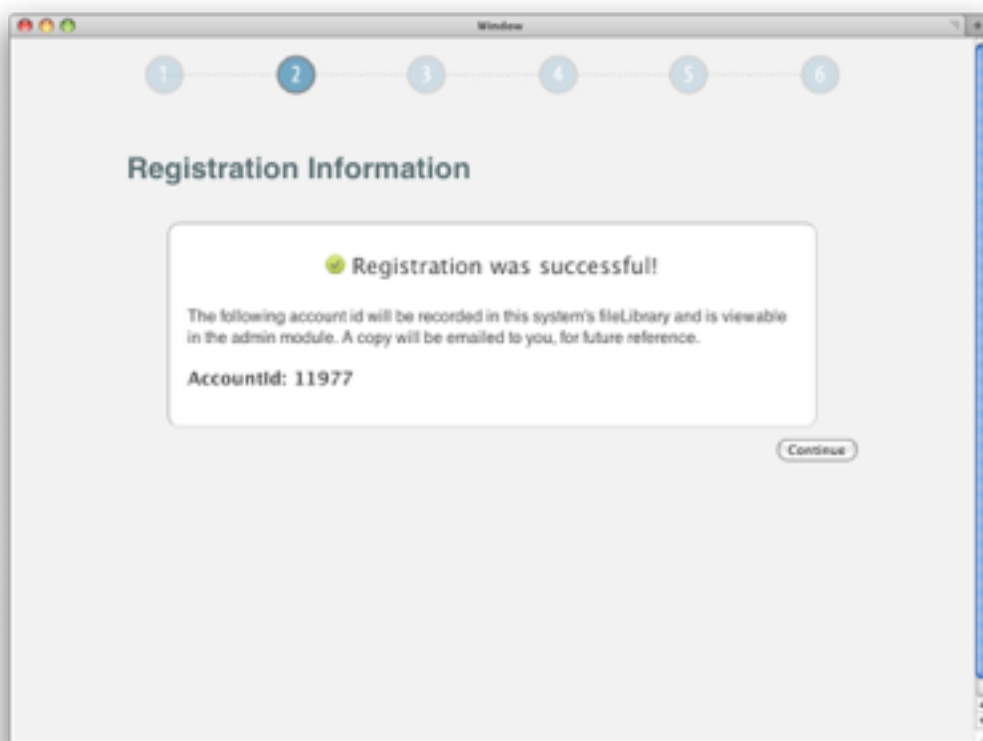 Window
1 2 3 4 5 6
Registration Information
Registration was successful!
The following account id will be recorded in this system's fileLibrary and is viewable
in the admin module. A copy will be emailed to you, for future reference.
AccountId: 11977
Continue